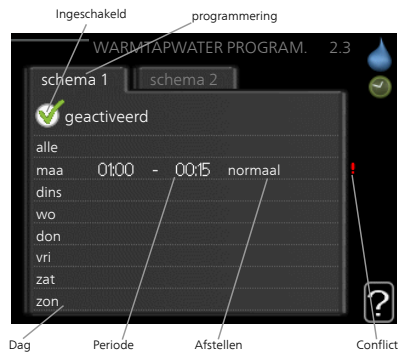 Ingeschakeld programmering
WARMTAPWATER PROGRAM. 2.3
schema 1 schema 2
geactiveerd
alle
maa 01:00 - 00:15 normaal !
dins
wo
don
vri
zat
zon
?
Dag Periode Afstellen Conflict